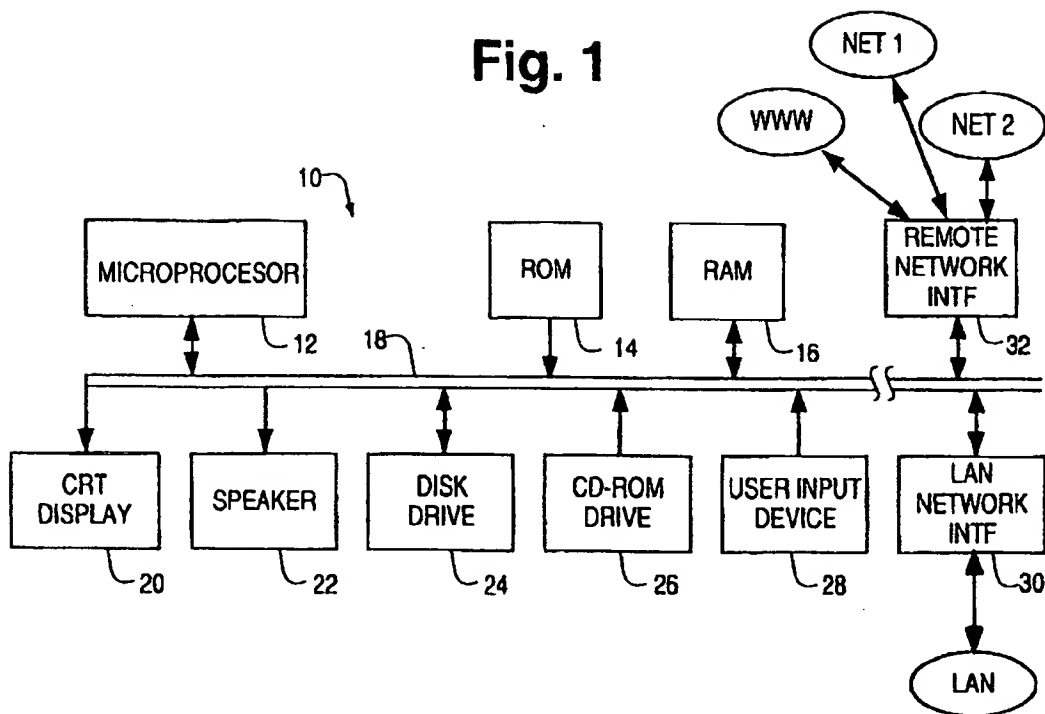 Fig. 1
NET 1
WWW
NET 2
10
MICROPROCESOR
ROM
RAM
REMOTE
NETWORK
INTF
12
18
14
16
32
CRT
DISPLAY
SPEAKER
DISK
DRIVE
CD-ROM
DRIVE
USER INPUT
DEVICE
LAN
NETWORK
INTF
20
22
24
26
28
30
LAN